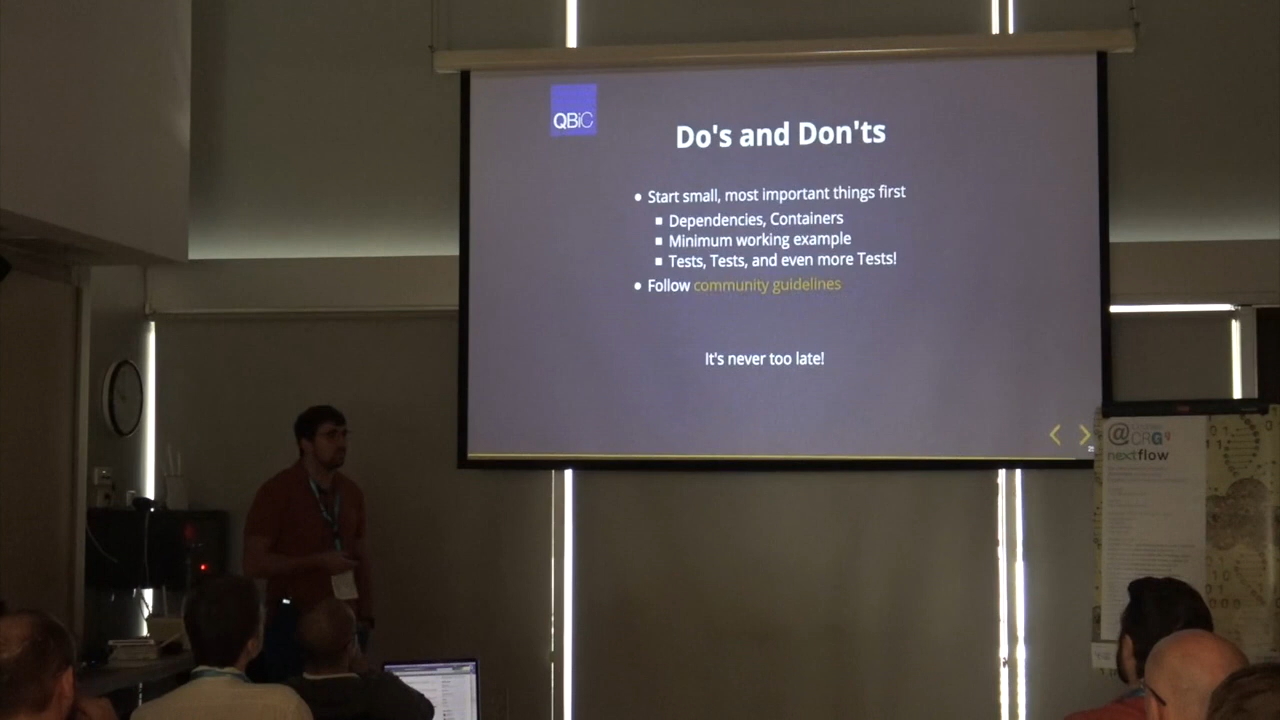 QBiC
Do's and Don'ts
● Start small, most important things first
■ Dependencies, Containers
■ Minimum working example
■ Tests, Tests, and even more Tests!
● Follow community guidelines
It's never too late!
CRG
nextflow